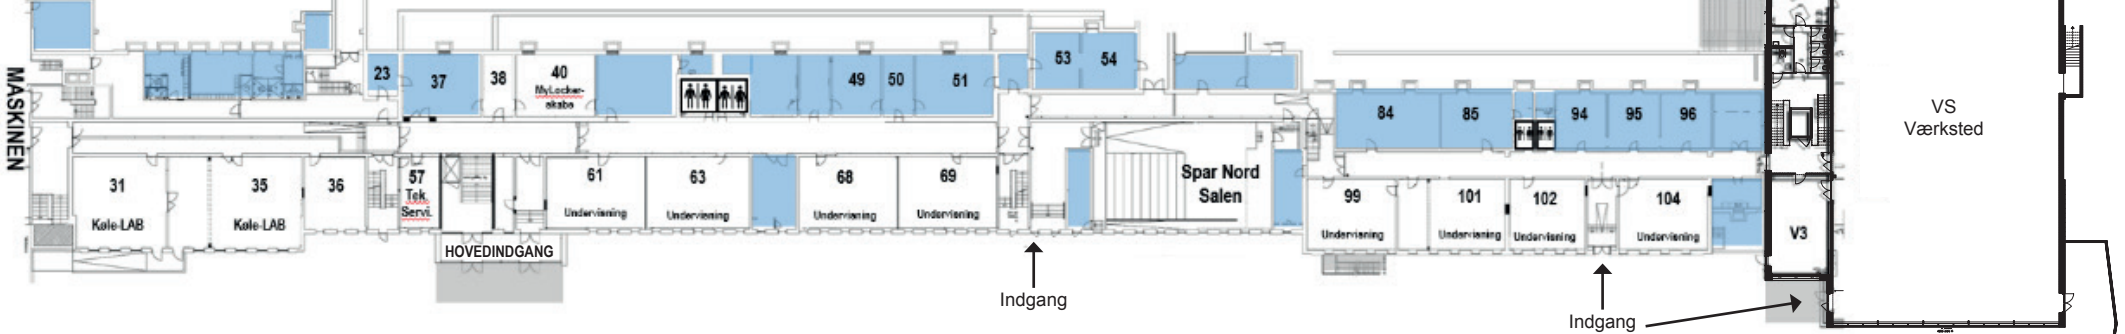 MASKINEN
23
37
38
40
MyLocker-
skabe
49
50
51
53
54
84
85
94
95
96
VS
Værksted
31
Køle-LAB
35
Køle-LAB
36
57
Tek.
Servi.
61
Undervisning
63
Undervisning
68
Undervisning
69
Undervisning
Spar Nord
Salen
99
Undervisning
101
Undervisning
102
Undervisning
104
Undervisning
V3
HOVEDINDGANG
Indgang
Indgang